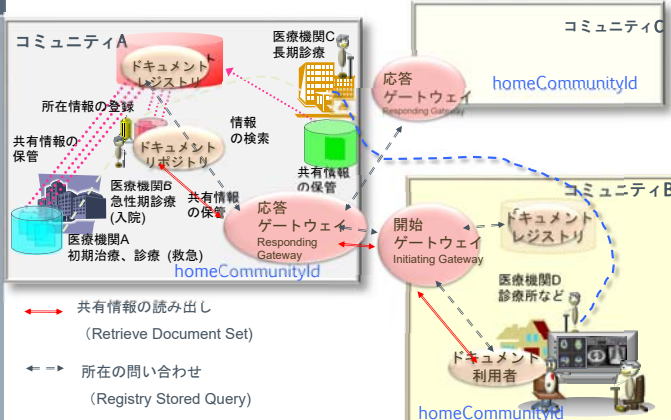 コミュニティA
ドキュメント
レジストリ
所在情報の登録
共有情報の
保管
ドキュメント
リポジトリ
情報
の検索
医療機関C
長期診療
共有情報
の保管
医療機関B
急性期診療
(入院)
共有情報
の保管
医療機関A
初期治療、診療 (救急)
応答
ゲートウェイ
Responding
Gateway
homeCommunityId
コミュニティC
応答
ゲートウェイ
Responding Gateway
homeCommunityId
コミュニティB
開始
ゲートウェイ
Initiating Gateway
ドキュメント
レジストリ
医療機関D
診療所など
ドキュメント
利用者
homeCommunityId
共有情報の読み出し
（Retrieve Document Set)
所在の問い合わせ
（Registry Stored Query)